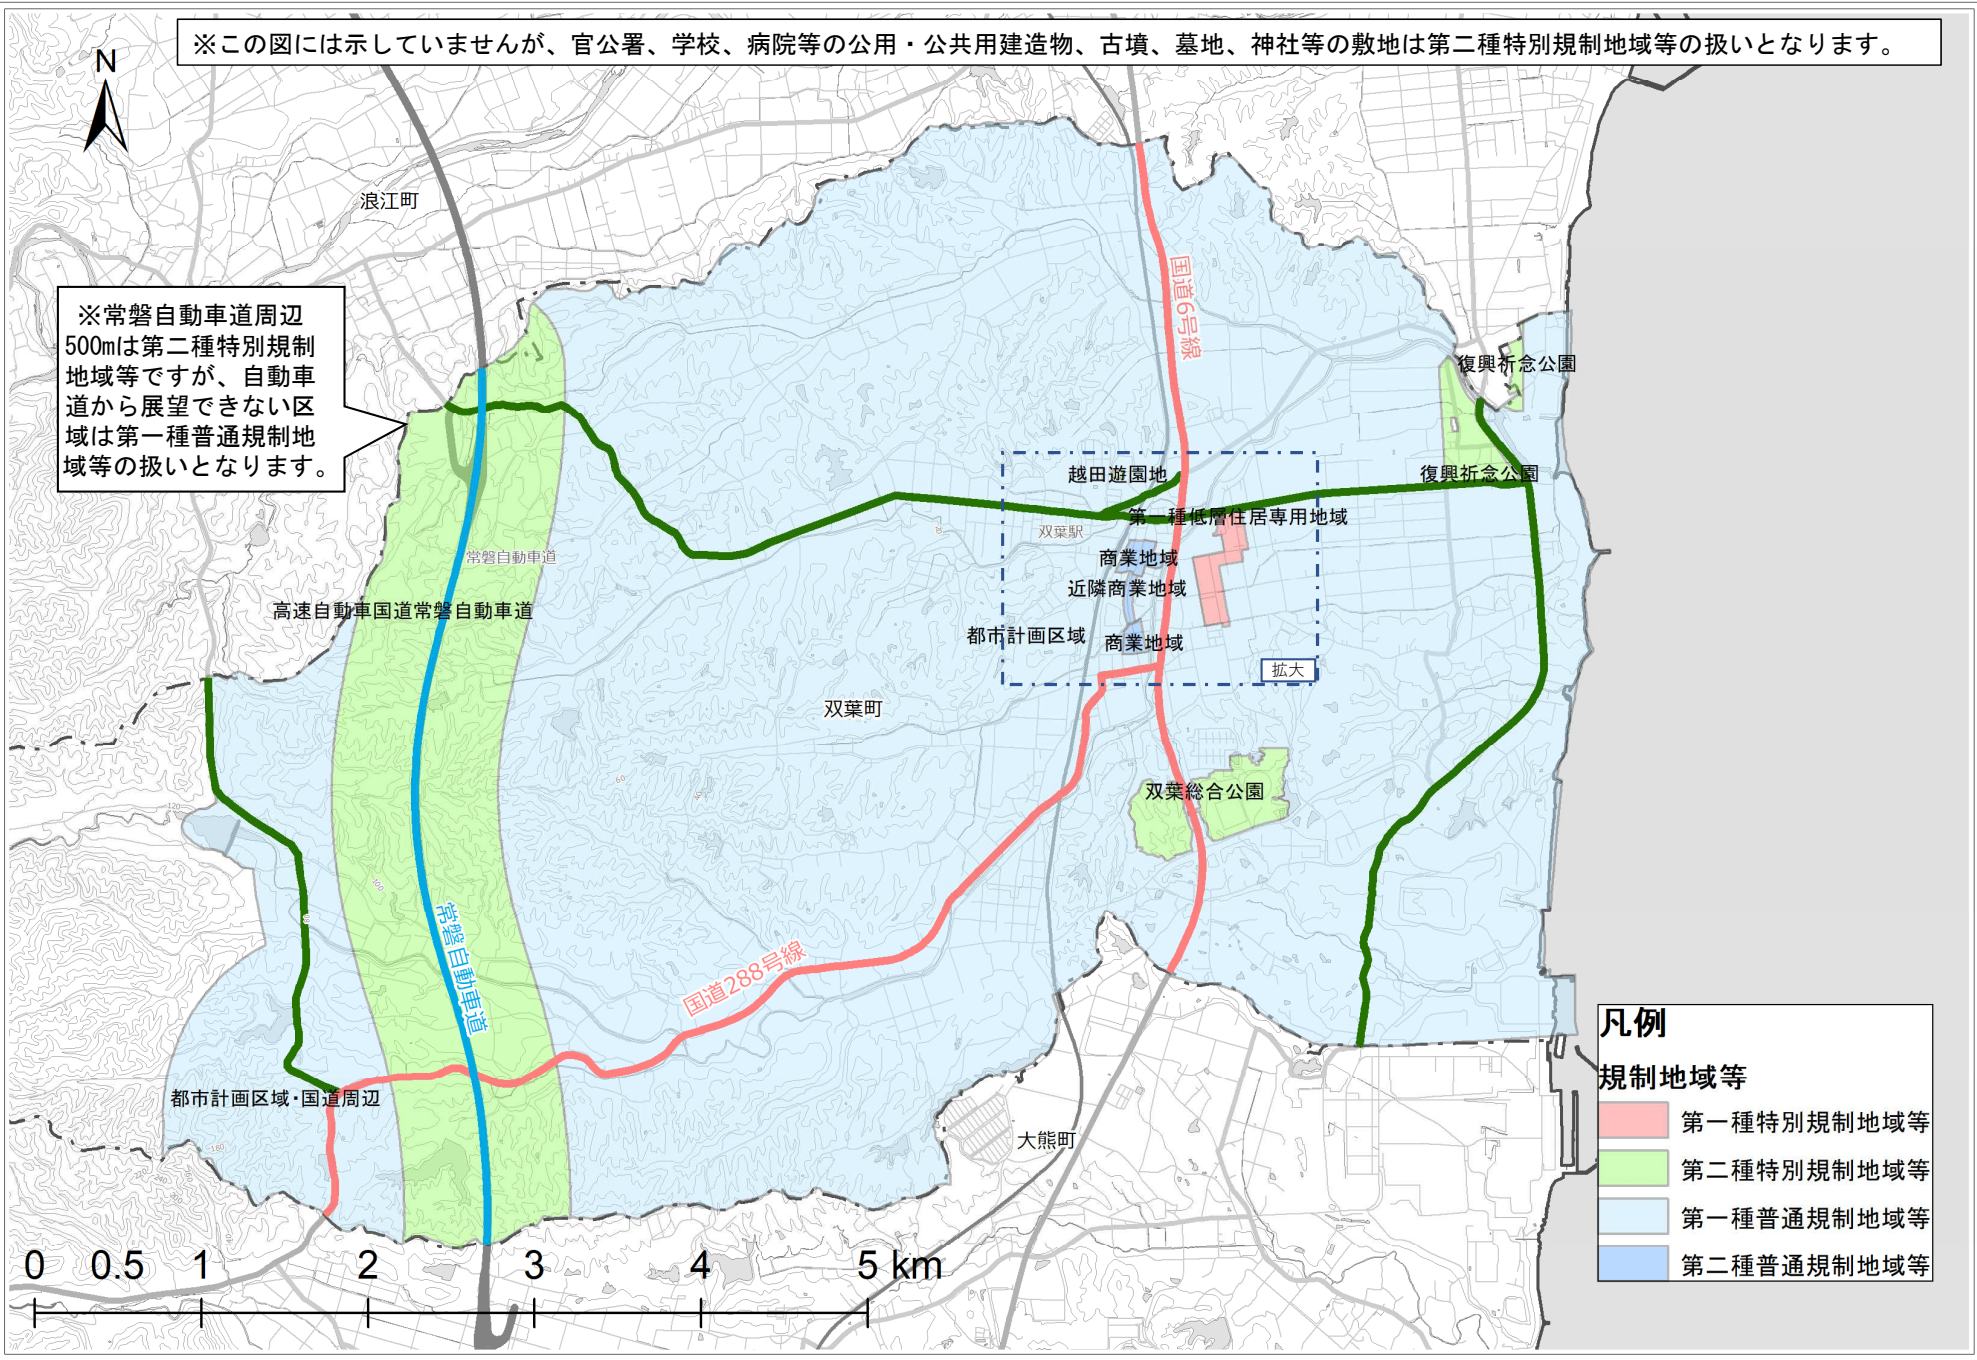 ※この図には示していませんが、官公署、学校、病院等の公用・公共用建造物、古墳、墓地、神社等の敷地は第二種特別規制地域等の扱いとなります。
N
浪江町
※常磐自動車道周辺
500mは第二種特別規制
地域等ですが、自動車
道から展望できない区
域は第一種普通規制地
域等の扱いとなります。
国道6号線
復興祈念公園
復興祈念公園
越田遊園地
第一種低層住居専用地域
双葉駅
商業地域
近隣商業地域
都市計画区域
商業地域
拡大
常磐自動車道
高速自動車国道常磐自動車道
双葉町
双葉総合公園
60
120
100
常磐自動車道
国道288号線
都市計画区域・国道周辺
大熊町
180
凡例
規制地域等
第一種特別規制地域等
第二種特別規制地域等
第一種普通規制地域等
第二種普通規制地域等
0 0.5 1 2 3 4 5 km